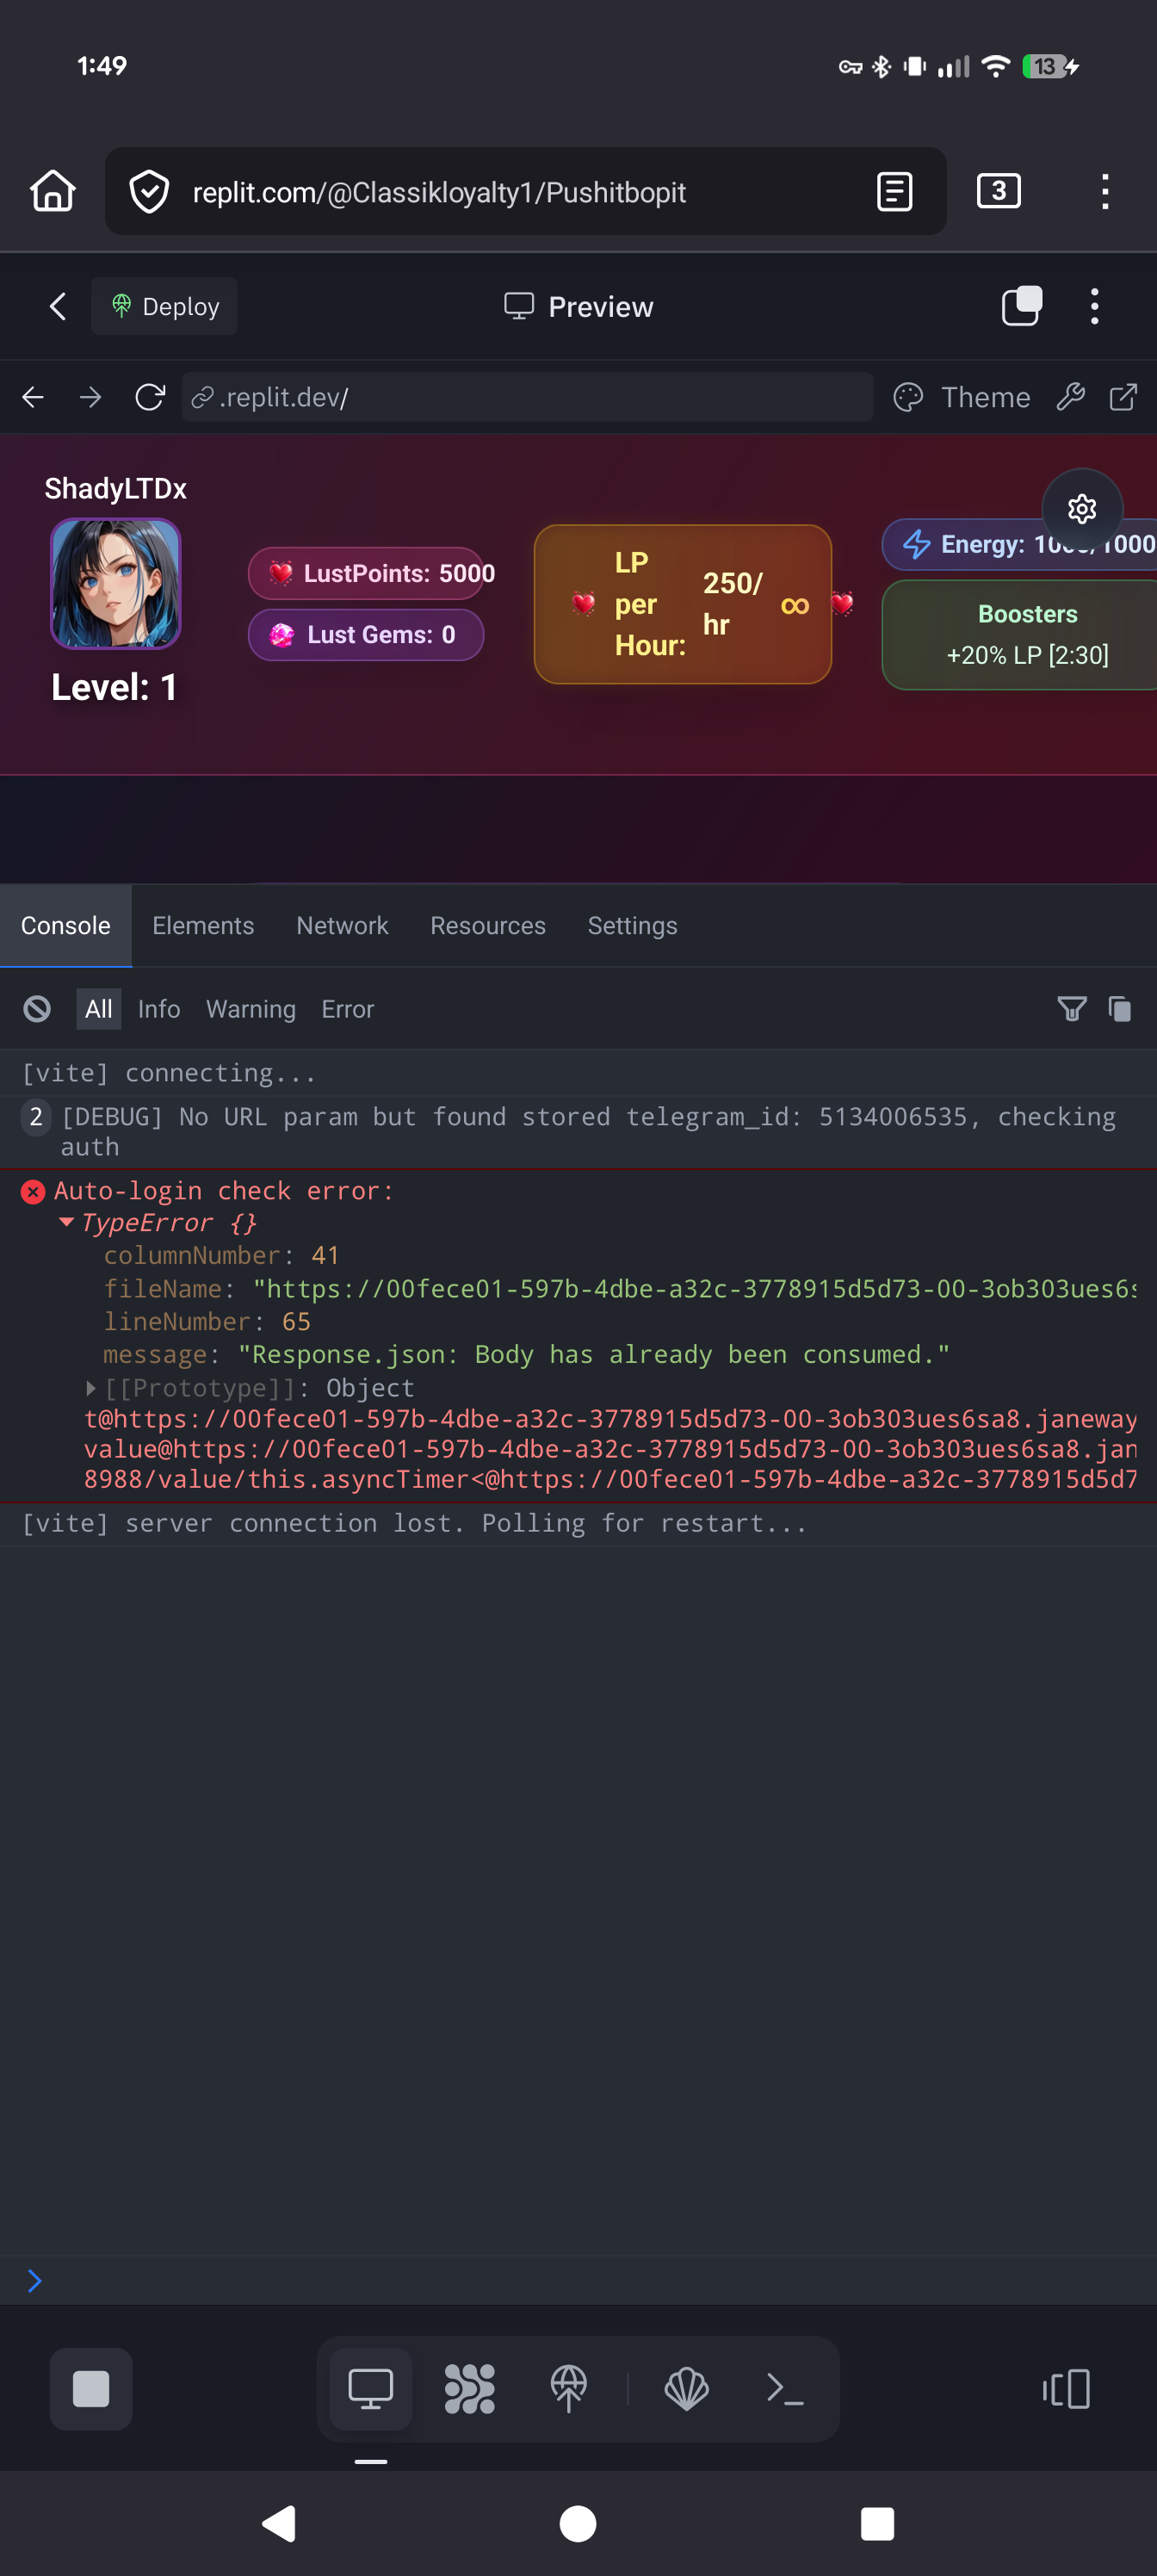 1:49
13
replit.com/@Classikloyalty1/Pushitbopit
3
Deploy
Preview
.replit.dev/
Theme
ShadyLTDx
Level: 1
LustPoints: 5000
Lust Gems: 0
LP
per
Hour:
250/
hr
∞
Energy: 1000/1000
Boosters
+20% LP [2:30]
Console Elements Network Resources Settings
All Info Warning Error
[vite] connecting...
2 [DEBUG] No URL param but found stored telegram_id: 5134006535, checking
auth
Auto-login check error:
TypeError {}
columnNumber: 41
fileName: "https://00fece01-597b-4dbe-a32c-3778915d5d73-00-3ob303ues6s
lineNumber: 65
message: "Response.json: Body has already been consumed."
[[Prototype]]: Object
t@https://00fece01-597b-4dbe-a32c-3778915d5d73-00-3ob303ues6sa8.janeway
value@https://00fece01-597b-4dbe-a32c-3778915d5d73-00-3ob303ues6sa8.jan
8988/value/this.asyncTimer<@https://00fece01-597b-4dbe-a32c-3778915d5d7
[vite] server connection lost. Polling for restart...